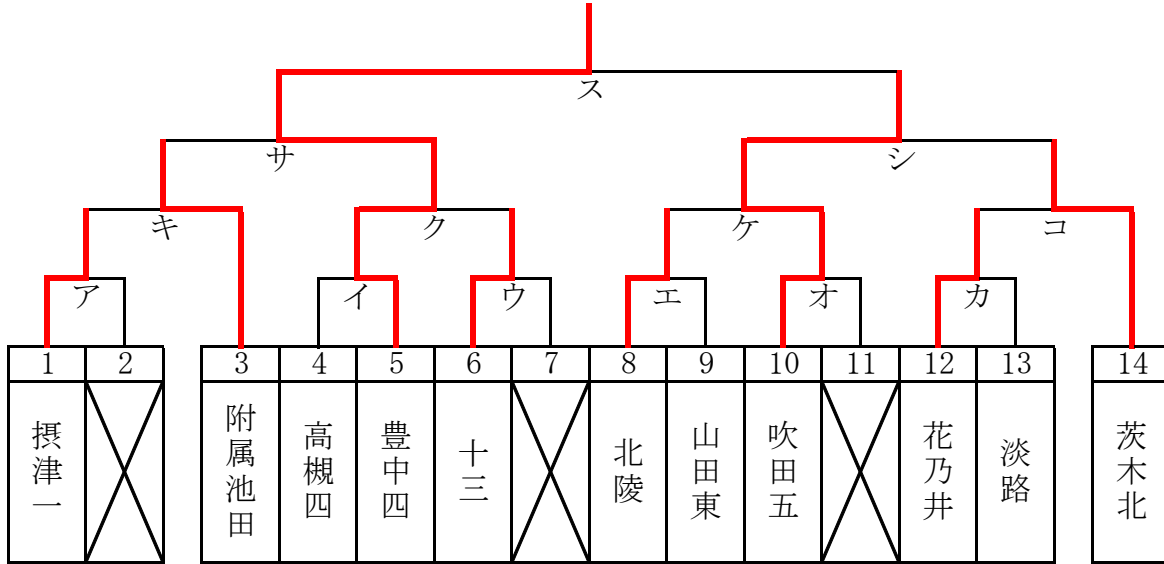 ス
サ
シ
キ
ク
ケ
コ
ア
イ
ウ
エ
オ
カ
1 2 3 4 5 6 7 8 9 10 11 12 13 14
摂津一
附属池田
高槻四
豊中四
十三
北陵
山田東
吹田五
花乃井
淡路
茨木北